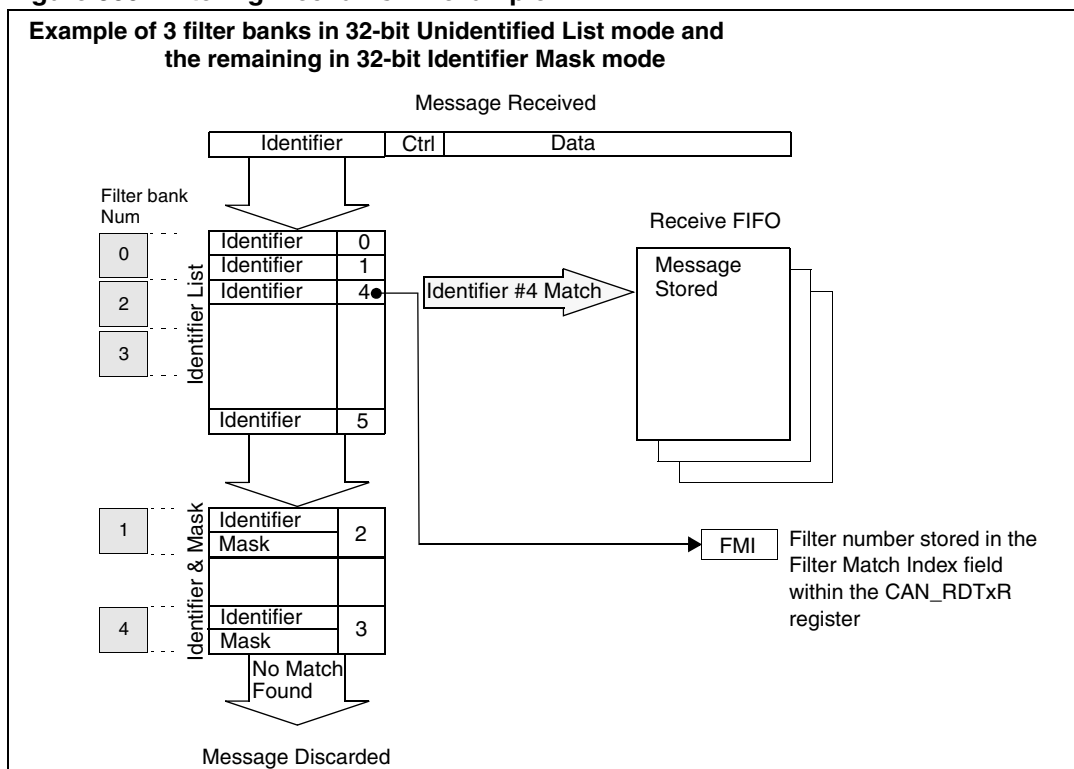 Figure Filtering mechanism - example
Example of 3 filter banks in 32-bit Unidentified List mode and
the remaining in 32-bit Identifier Mask mode
Message Received
Identifier Ctrl Data
Filter bank
Num
Receive FIFO
0
2
3
Identifier List
Identifier 0
Identifier 1
Identifier 4
Identifier 5
Identifier #4 Match
Message
Stored
1
4
Identifier & Mask
Identifier
Mask
2
Identifier
Mask
3
FMI
Filter number stored in the
Filter Match Index field
within the CAN_RDTxR
register
No Match
Found
Message Discarded